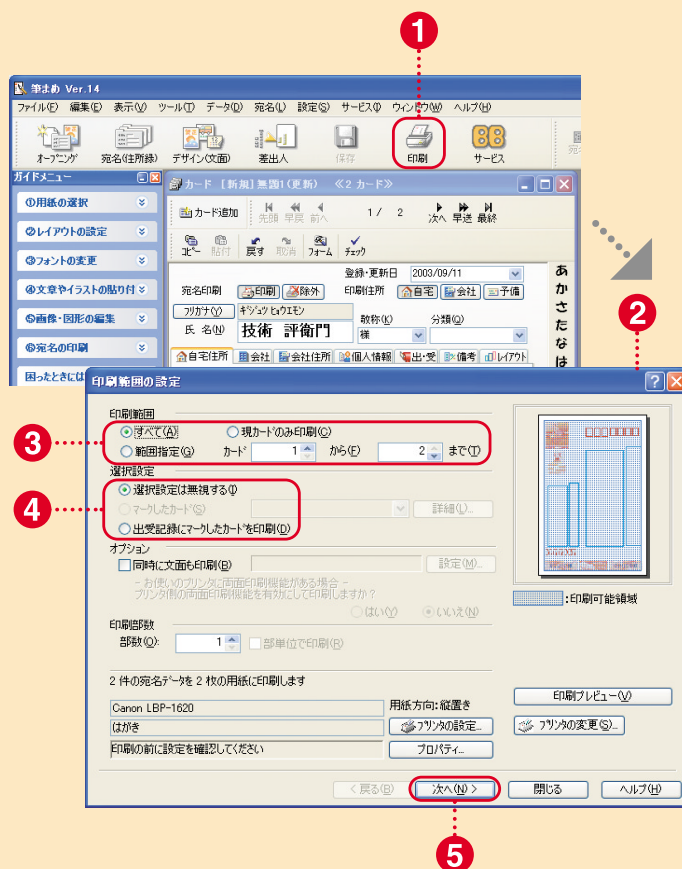 1
筆まめ Ver.14
ファイル(F) 編集(E) 表示(V) ツール(T) データ(D) 宛名(L) 設定(S) サービス(I) ウィンドウ(W) ヘルプ(H)
オープニング 宛名(住所録) デザイン(文面) 差出人 保存 印刷 サービス
ガイドメニュー
①用紙の選択
②レイアウトの設定
③フォントの変更
④文章やイラストの貼り付
⑤画像・図形の編集
⑥宛名の印刷
困ったときには
カード [新規]無題1(更新) ≪2 カード≫
カード追加 先頭 早戻 前へ 1 / 2 次へ 早送 最終
コピー 貼付 戻す 取消 フォーム チェック
登録・更新日 2003/09/11
宛名印刷 印刷 除外 印刷住所 自宅 会社 予備
フリガナ(Y) ギジュツ ヒョウエモン 敬称(K) 分類(Q)
氏 名(N) 技術 評衛門 様
自宅住所 会社 会社住所 個人情報 出・受 備考 レイアウト
あ
か
さ
た
な
は
2
印刷範囲の設定
3
印刷範囲
すべて(A) 現カードのみ印刷(C)
範囲指定(G) カード 1 から(F) 2 まで(T)
4
選択設定
選択設定は無視する(I)
マークしたカード(S) 詳細(L)...
出受記録にマークしたカードを印刷(D)
オプション
同時に文面も印刷(B) 設定(M)...
- お使いのプリンタに両面印刷機能がある場合 -
プリンタ側の両面印刷機能を有効にして印刷しますか？
はい(Y) いいえ(N)
:印刷可能領域
印刷部数
部数(O): 1 部単位で印刷(R)
2 件の宛名データを 2 枚の用紙に印刷します
Canon LBP-1620 用紙方向:縦置き 印刷プレビュー(V)
はがき プリンタの設定... プリンタの変更(S)...
印刷の前に設定を確認してください プロパティ...
< 戻る(B) 次へ(N) > 閉じる ヘルプ(H)
5